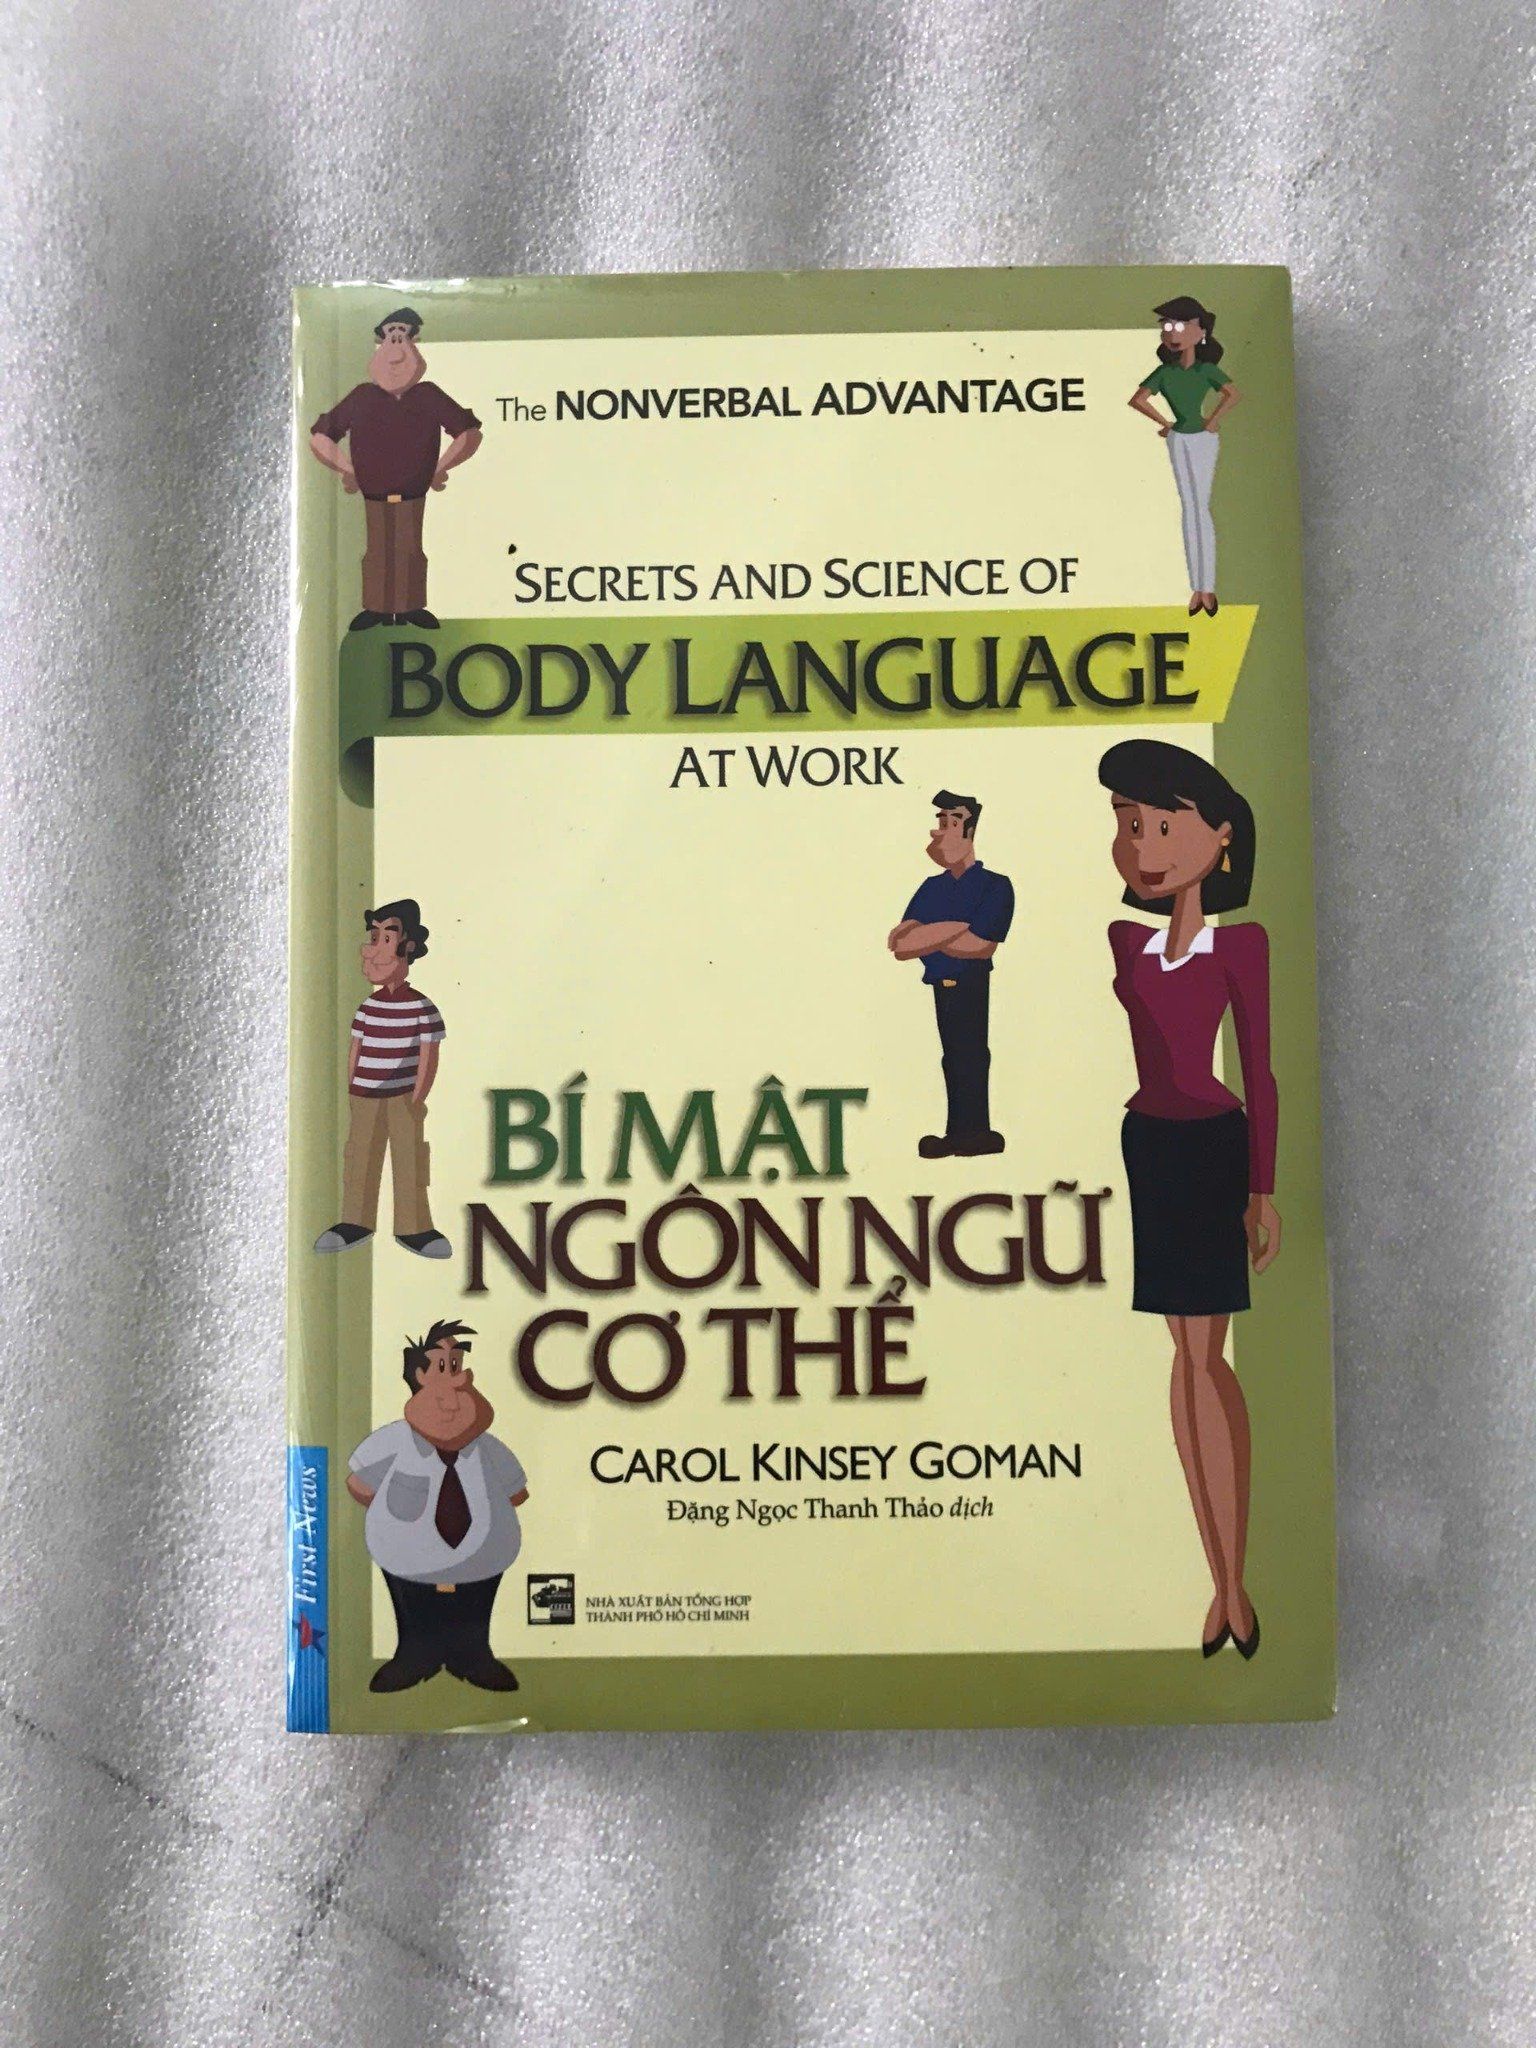 The NONVERBAL ADVANTAGE
SECRETS AND SCIENCE OF
BODY LANGUAGE
AT WORK
BÍ MẬT
NGÔN NGỮ
CƠ THỂ
CAROL KINSEY GOMAN
Đặng Ngọc Thanh Thảo dịch
First News
NHÀ XUẤT BẢN TỔNG HỢP
THÀNH PHỐ HỒ CHÍ MINH